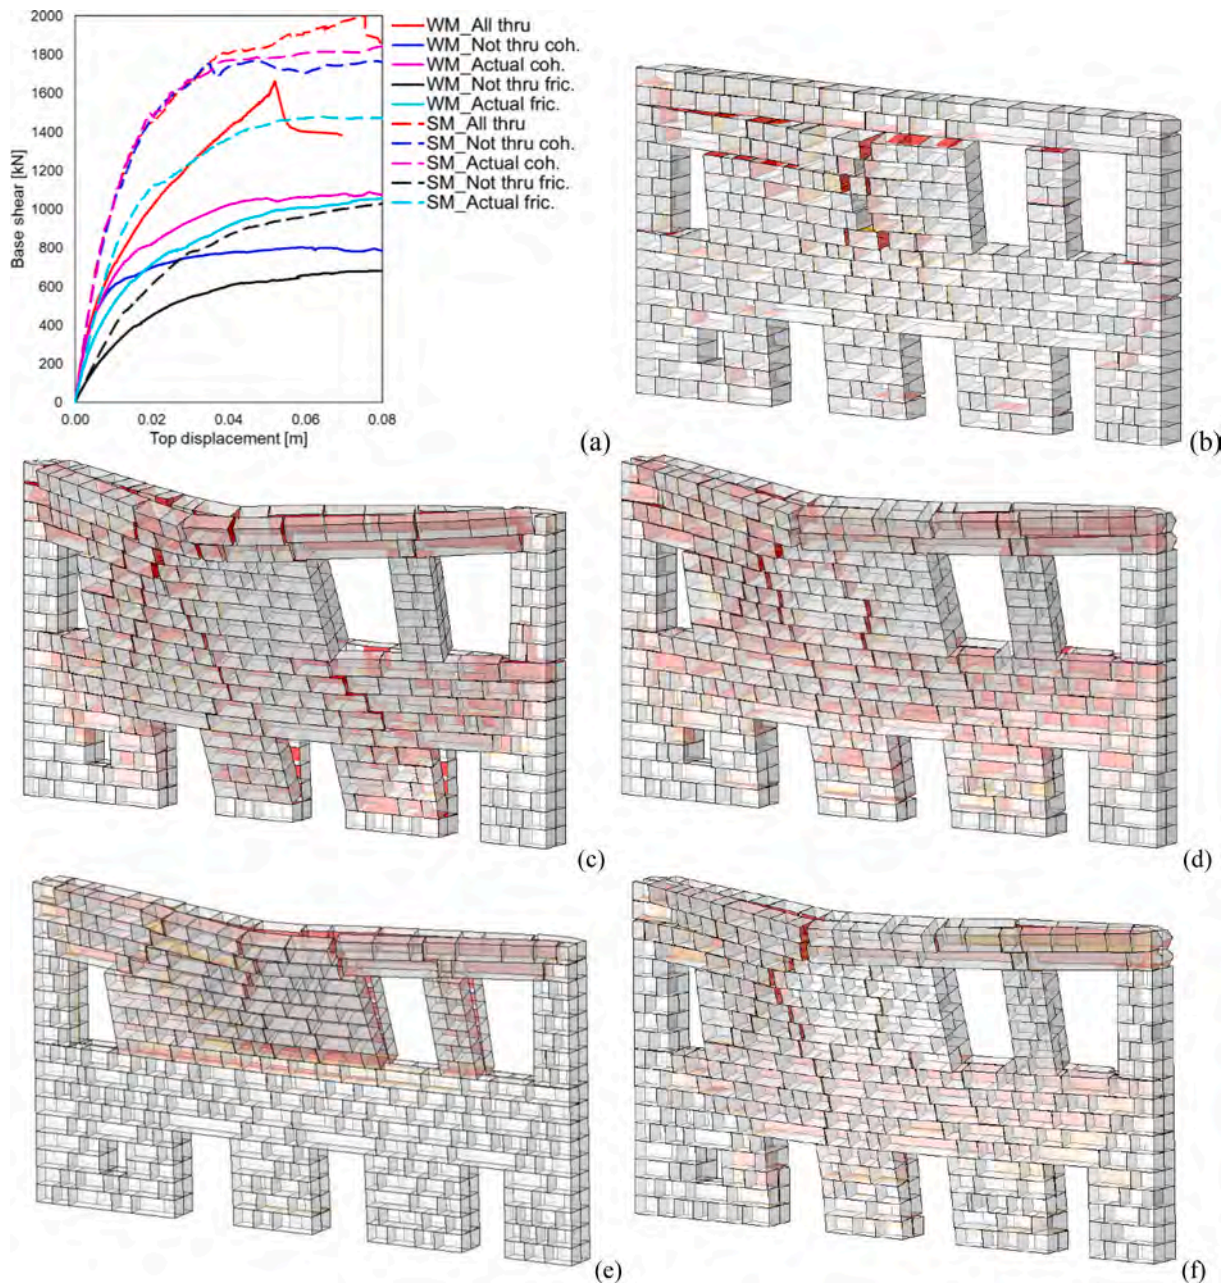 2000
1800
1600
1400
1200
1000
800
600
400
200
0
Base shear [kN]
0.00 0.02 0.04 0.06 0.08
Top displacement [m]
WM_All thru
WM_Not thru coh.
WM_Actual coh.
WM_Not thru fric.
WM_Actual fric.
SM_All thru
SM_Not thru coh.
SM_Actual coh.
SM_Not thru fric.
SM_Actual fric.
(a)
(b)
(c)
(d)
(e)
(f)